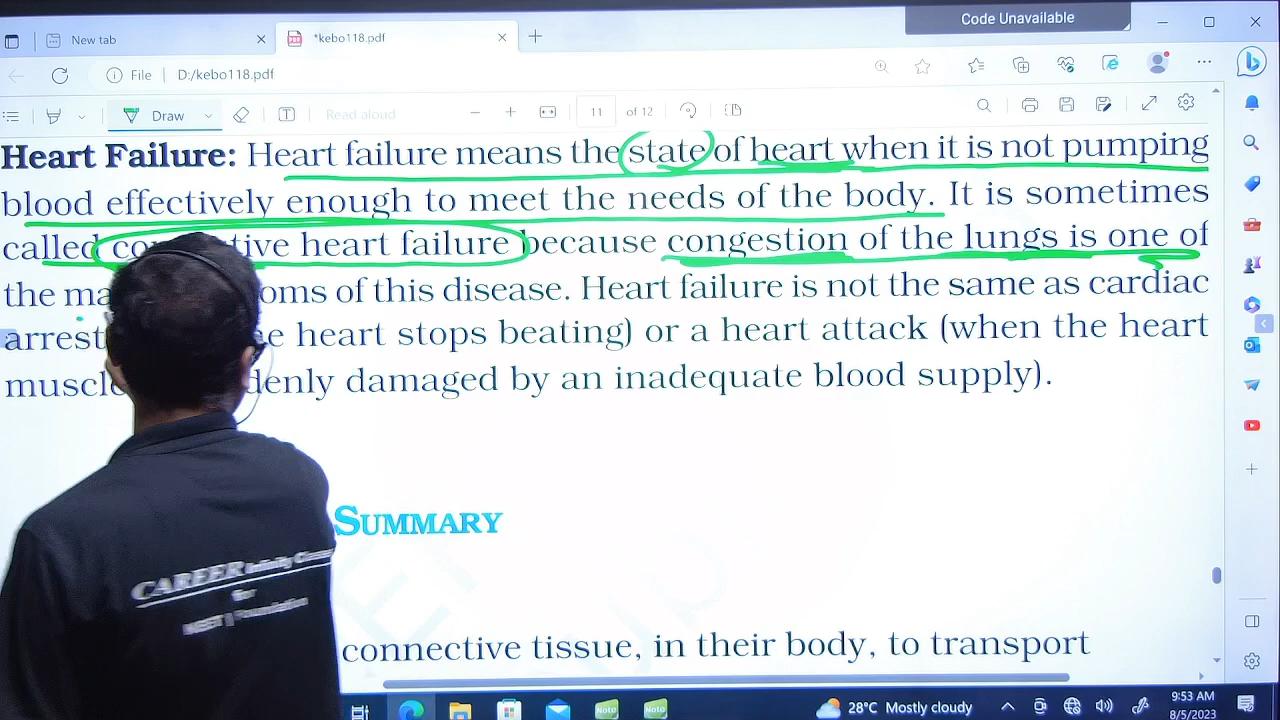 Code Unavailable
New tab
*kebo118.pdf
File D:/kebo118.pdf
Draw
Read aloud
11 of 12
Heart Failure: Heart failure means the state of heart when it is not pumping
blood effectively enough to meet the needs of the body. It is sometimes
called tive heart failure because congestion of the lungs is one of
the ma oms of this disease. Heart failure is not the same as cardiac
arrest e heart stops beating) or a heart attack (when the heart
muscle denly damaged by an inadequate blood supply).
SUMMARY
connective tissue, in their body, to transport
CAREER
28°C Mostly cloudy
9:53 AM
8/5/2023